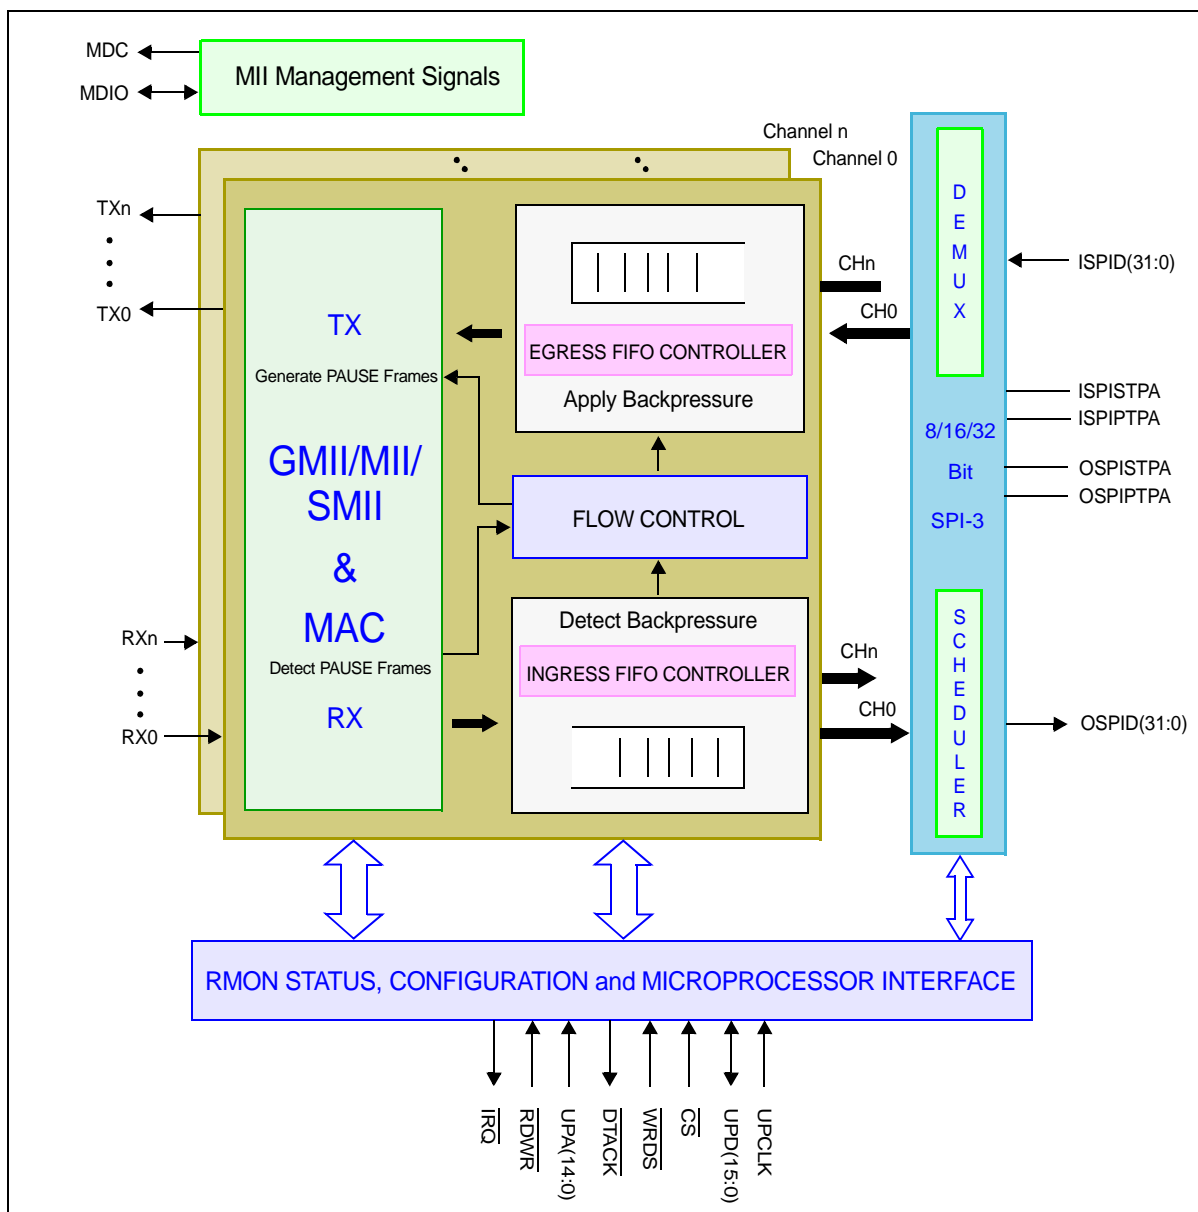 MDC
MDIO
MII Management Signals
Channel n
Channel 0
TXn
TX0
TX
Generate PAUSE Frames
GMII/MII/
SMII
&
MAC
Detect PAUSE Frames
RX
RXn
RX0
EGRESS FIFO CONTROLLER
Apply Backpressure
FLOW CONTROL
Detect Backpressure
INGRESS FIFO CONTROLLER
CHn
CH0
CHn
CH0
DEMUX
8/16/32
Bit
SPI-3
SCHEDULER
ISPID(31:0)
ISPISTPA
ISPIPTPA
OSPISTPA
OSPIPTPA
OSPID(31:0)
RMON STATUS, CONFIGURATION and MICROPROCESSOR INTERFACE
IRQ
RDWR
UPA(14:0)
DTACK
WRDS
CS
UPD(15:0)
UPCLK